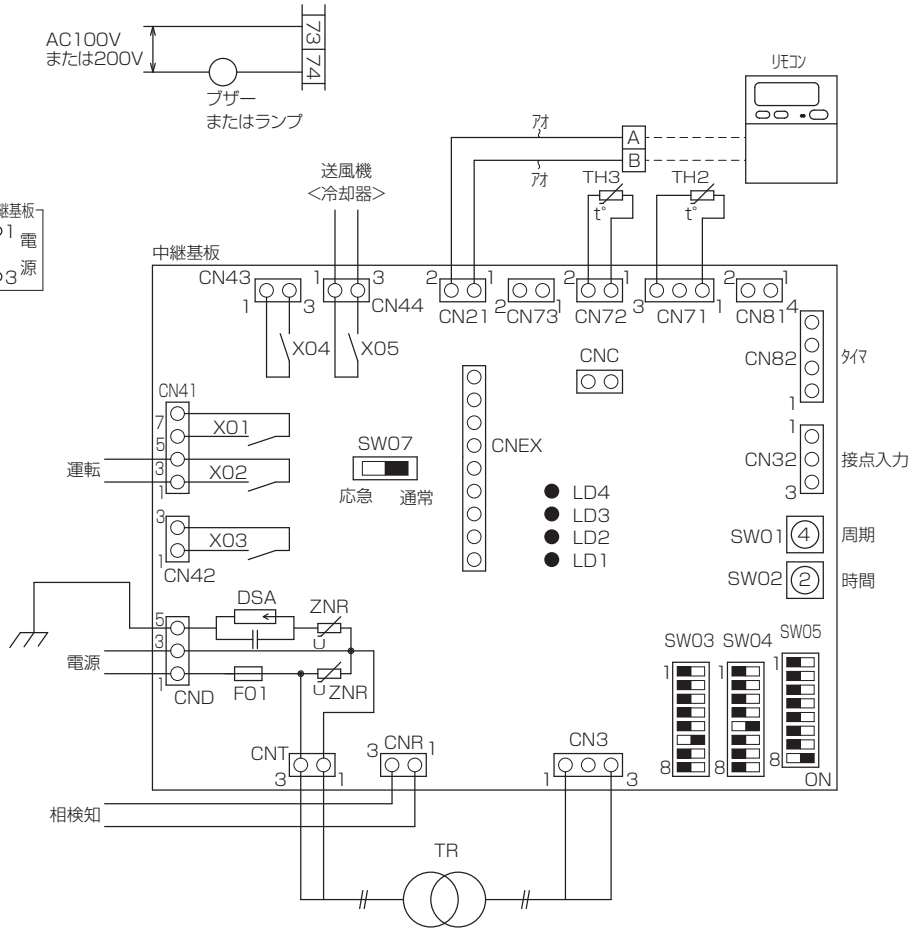 AC100V
または200V
73
74
ブザー
またはランプ
リモコン
アオ
A
B
アオ
送風機
<冷却器>
TH3
t°
TH2
t°
継基板
1 電
3 源
中継基板
CN43
1
3
1
3
CN44
2
1
CN21
2
1
CN73
2
1
CN72
3
1
CN71
2
1
CN81
X04
X05
CNC
4
CN82
1
タイマ
CN41
7
5
3
1
X01
X02
運転
SW07
応急 通常
CNEX
1
CN32
3
接点入力
LD4
LD3
LD2
LD1
3
1
X03
CN42
SW01
4
周期
SW02
2
時間
DSA
ZNR
U
5
3
1
電源
CND
F01
U
ZNR
SW03
SW04
SW05
1
8
1
8
1
8
ON
CNT
3
1
3
CNR
1
CN3
1
3
相検知
TR